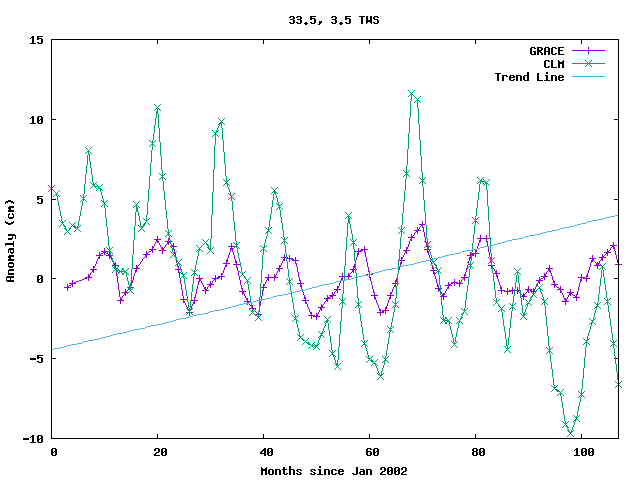 33.5, 3.5 TWS
GRACE
CLM
Trend Line
15
10
5
0
-5
-10
Anomaly (cm)
0 20 40 60 80 100
Months since Jan 2002